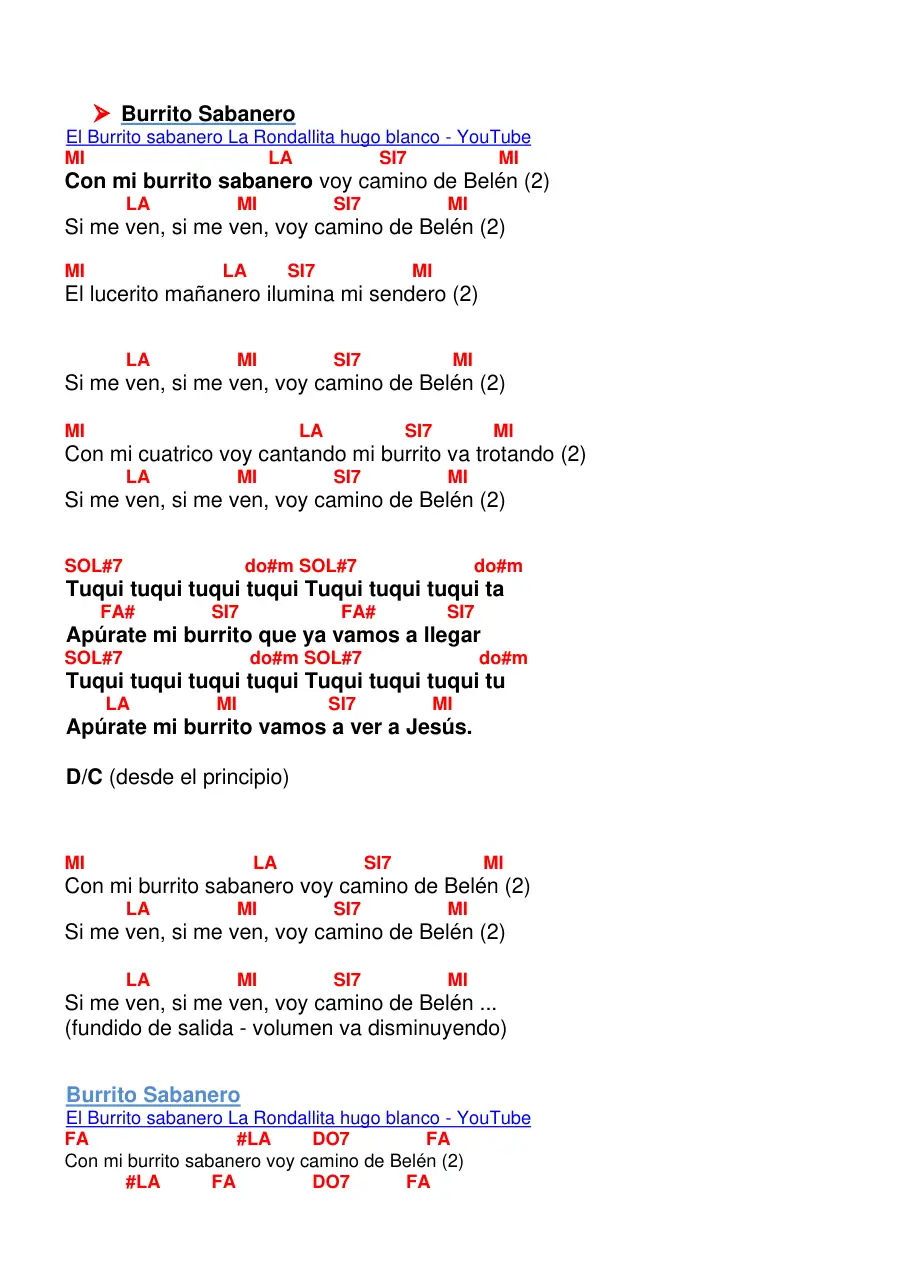 ➢ Burrito Sabanero
El Burrito sabanero La Rondallita hugo blanco - YouTube
MI LA SI7 MI
Con mi burrito sabanero voy camino de Belén (2)
LA MI SI7 MI
Si me ven, si me ven, voy camino de Belén (2)
MI LA SI7 MI
El lucerito mañanero ilumina mi sendero (2)
LA MI SI7 MI
Si me ven, si me ven, voy camino de Belén (2)
MI LA SI7 MI
Con mi cuatrico voy cantando mi burrito va trotando (2)
LA MI SI7 MI
Si me ven, si me ven, voy camino de Belén (2)
SOL#7 do#m SOL#7 do#m
Tuqui tuqui tuqui tuqui Tuqui tuqui tuqui ta
FA# SI7 FA# SI7
Apúrate mi burrito que ya vamos a llegar
SOL#7 do#m SOL#7 do#m
Tuqui tuqui tuqui tuqui Tuqui tuqui tuqui tu
LA MI SI7 MI
Apúrate mi burrito vamos a ver a Jesús.
D/C (desde el principio)
MI LA SI7 MI
Con mi burrito sabanero voy camino de Belén (2)
LA MI SI7 MI
Si me ven, si me ven, voy camino de Belén (2)
LA MI SI7 MI
Si me ven, si me ven, voy camino de Belén ...
(fundido de salida - volumen va disminuyendo)
Burrito Sabanero
El Burrito sabanero La Rondallita hugo blanco - YouTube
FA #LA DO7 FA
Con mi burrito sabanero voy camino de Belén (2)
#LA FA DO7 FA